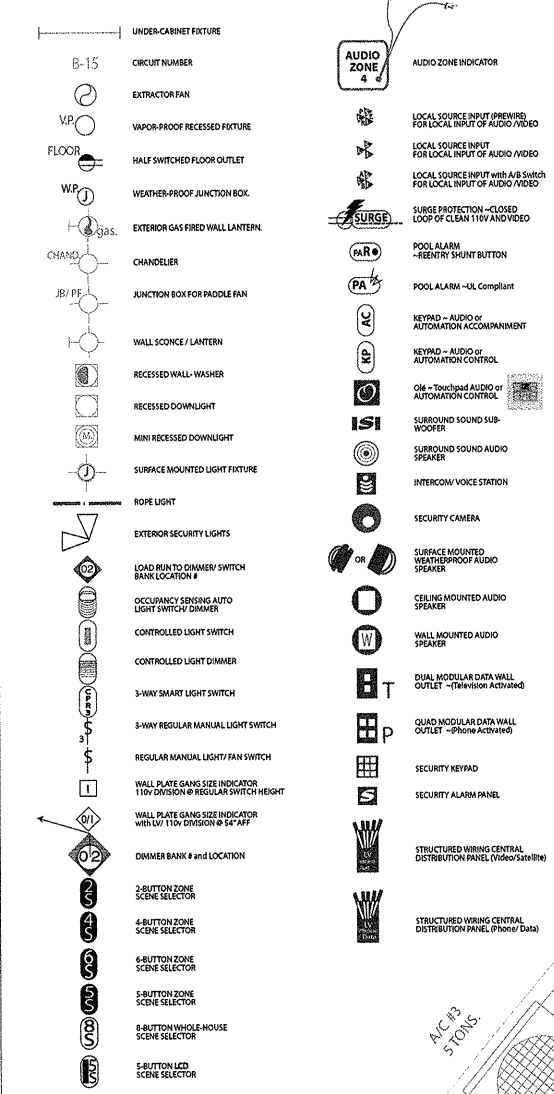 UNDER-CABINET FIXTURE
B-15 CIRCUIT NUMBER
EXTRACTOR FAN
V.P. VAPOR-PROOF RECESSED FIXTURE
FLOOR HALF SWITCHED FLOOR OUTLET
W.P. J WEATHER-PROOF JUNCTION BOX.
gas. EXTERIOR GAS FIRED WALL LANTERN.
CHAND. CHANDELIER
JB/ PF JUNCTION BOX FOR PADDLE FAN
WALL SCONCE / LANTERN
RECESSED WALL- WASHER
RECESSED DOWNLIGHT
M. MINI RECESSED DOWNLIGHT
J SURFACE MOUNTED LIGHT FIXTURE
ROPE LIGHT
EXTERIOR SECURITY LIGHTS
02 LOAD RUN TO DIMMER/ SWITCH
BANK LOCATION #
OCCUPANCY SENSING AUTO
LIGHT SWITCH/ DIMMER
CONTROLLED LIGHT SWITCH
CONTROLLED LIGHT DIMMER
CPR3 3-WAY SMART LIGHT SWITCH
$ 3 3-WAY REGULAR MANUAL LIGHT SWITCH
$ REGULAR MANUAL LIGHT/ FAN SWITCH
1 WALL PLATE GANG SIZE INDICATOR
110v DIVISION @ REGULAR SWITCH HEIGHT
0/1 WALL PLATE GANG SIZE INDICATOR
with LV/ 110v DIVISION @ 54" AFF
02 DIMMER BANK # and LOCATION
2S 2-BUTTON ZONE
SCENE SELECTOR
4S 4-BUTTON ZONE
SCENE SELECTOR
6S 6-BUTTON ZONE
SCENE SELECTOR
5S 5-BUTTON ZONE
SCENE SELECTOR
8S 8-BUTTON WHOLE-HOUSE
SCENE SELECTOR
5S 5-BUTTON LCD
SCENE SELECTOR
AUDIO
ZONE
4
AUDIO ZONE INDICATOR
LOCAL SOURCE INPUT (PREWIRE)
FOR LOCAL INPUT OF AUDIO /VIDEO
LOCAL SOURCE INPUT
FOR LOCAL INPUT OF AUDIO /VIDEO
LOCAL SOURCE INPUT with A/B Switch
FOR LOCAL INPUT OF AUDIO /VIDEO
SURGE SURGE PROTECTION ~CLOSED
LOOP OF CLEAN 110V AND VIDEO
PAR POOL ALARM
~REENTRY SHUNT BUTTON
PA POOL ALARM ~UL Compliant
AC KEYPAD ~ AUDIO or
AUTOMATION ACCOMPANIMENT
KP KEYPAD ~ AUDIO or
AUTOMATION CONTROL
Olé ~Touchpad AUDIO or
AUTOMATION CONTROL
ISI SURROUND SOUND SUB-
WOOFER
SURROUND SOUND AUDIO
SPEAKER
INTERCOM/ VOICE STATION
SECURITY CAMERA
OR SURFACE MOUNTED
WEATHERPROOF AUDIO
SPEAKER
CEILING MOUNTED AUDIO
SPEAKER
W WALL MOUNTED AUDIO
SPEAKER
T DUAL MODULAR DATA WALL
OUTLET ~(Television Activated)
P QUAD MODULAR DATA WALL
OUTLET ~(Phone Activated)
SECURITY KEYPAD
S SECURITY ALARM PANEL
LV STRUCTURED WIRING CENTRAL
DISTRIBUTION PANEL (Video/Satellite)
LV
Phone
/ Data
STRUCTURED WIRING CENTRAL
DISTRIBUTION PANEL (Phone/ Data)
A/C #3
5 TONS.